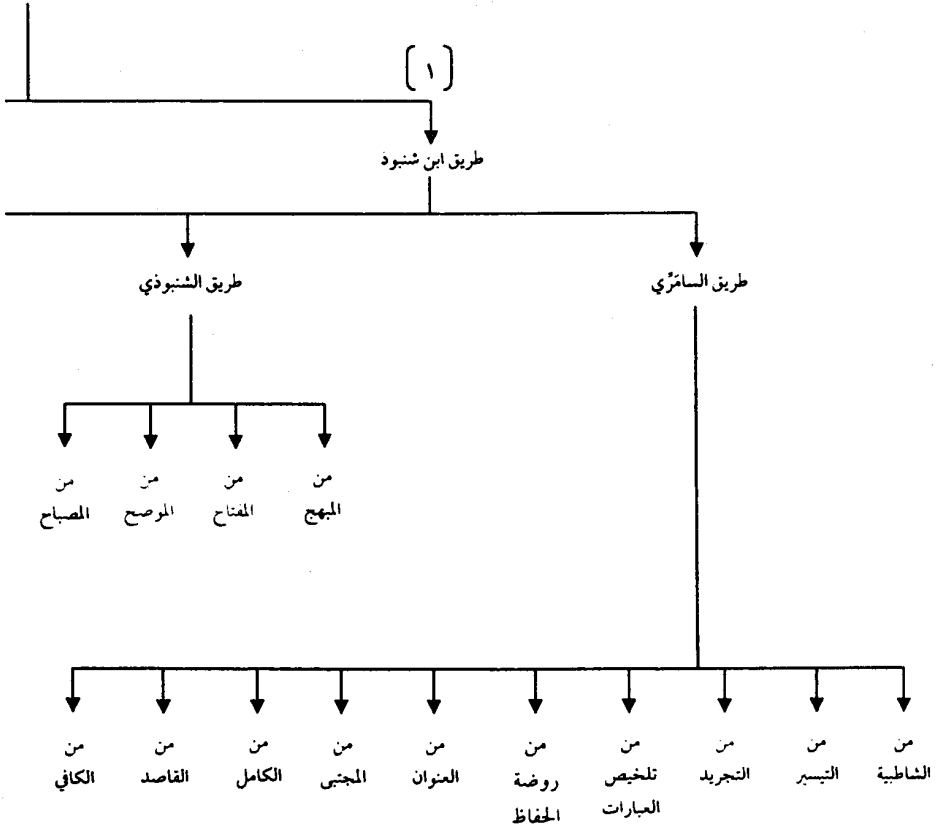 [ ١ ]
طريق ابن شنبوذ
طريق السامَرِّي
طريق الشنبوذي
من المبهج
من المفتاح
من الموضح
من المصباح
من الشاطبية
من التيسير
من التجريد
من تلخيص العبارات
من روضة الحفاظ
من العنوان
من المجتبى
من الكامل
من القاصد
من الكافي